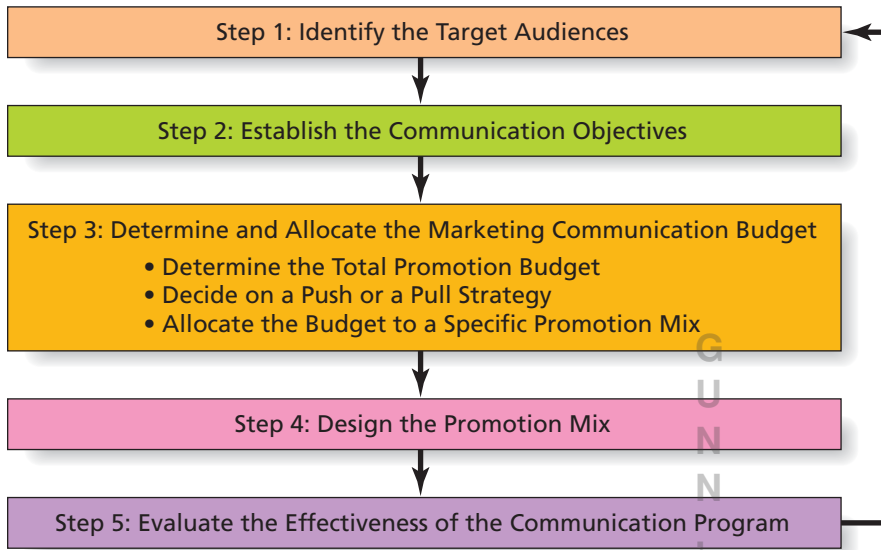 Step 1: Identify the Target Audiences
Step 2: Establish the Communication Objectives
Step 3: Determine and Allocate the Marketing Communication Budget
• Determine the Total Promotion Budget
• Decide on a Push or a Pull Strategy
• Allocate the Budget to a Specific Promotion Mix
Step 4: Design the Promotion Mix
Step 5: Evaluate the Effectiveness of the Communication Program
G
U
N
N